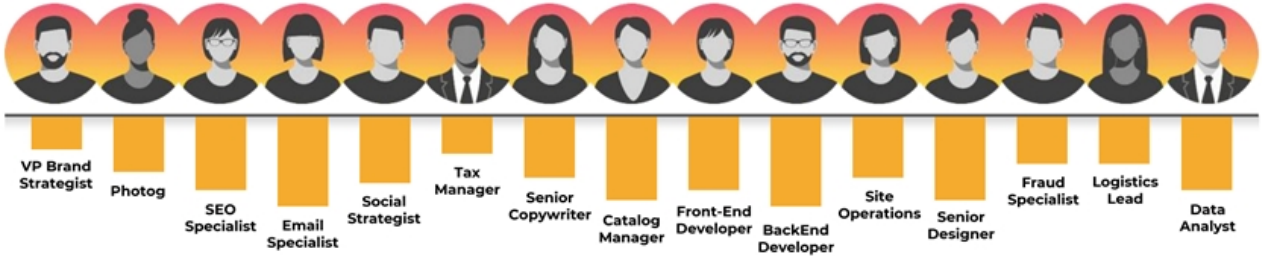 VP Brand
Strategist
Photog
SEO
Specialist
Email
Specialist
Social
Strategist
Tax
Manager
Senior
Copywriter
Catalog
Manager
Front-End
Developer
BackEnd
Developer
Site
Operations
Senior
Designer
Fraud
Specialist
Logistics
Lead
Data
Analyst